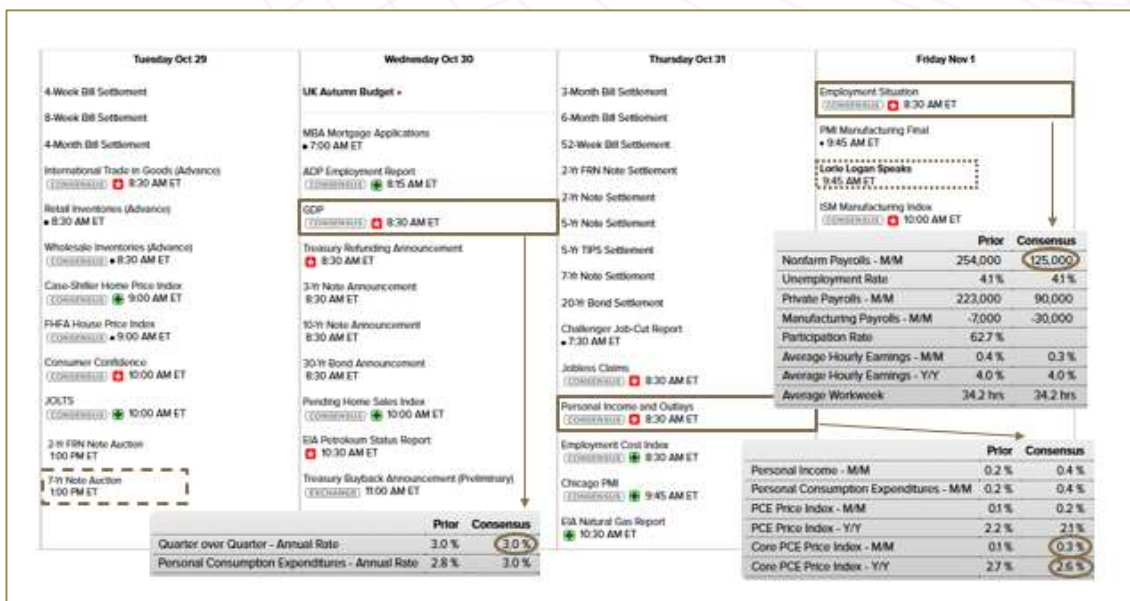 Tuesday Oct 29
4-Week Bill Settlement
8-Week Bill Settlement
4-Month Bill Settlement
International Trade in Goods (Advance)
CONSENSUS 8:30 AM ET
Retail Inventories (Advance)
8:30 AM ET
Wholesale Inventories (Advance)
CONSENSUS 8:30 AM ET
Case-Shiller Home Price Index
CONSENSUS 9:00 AM ET
FHFA House Price Index
CONSENSUS 9:00 AM ET
Consumer Confidence
CONSENSUS 10:00 AM ET
JOLTS
CONSENSUS 10:00 AM ET
2-Yr FRN Note Auction
1:00 PM ET
7-Yr Note Auction
1:00 PM ET
Wednesday Oct 30
UK Autumn Budget
MBA Mortgage Applications
7:00 AM ET
ADP Employment Report
CONSENSUS 8:15 AM ET
GDP
CONSENSUS 8:30 AM ET
Treasury Refunding Announcement
8:30 AM ET
3-Yr Note Announcement
8:30 AM ET
10-Yr Note Announcement
8:30 AM ET
30-Yr Bond Announcement
8:30 AM ET
Pending Home Sales Index
CONSENSUS 10:00 AM ET
EIA Petroleum Status Report
10:30 AM ET
Treasury Buyback Announcement (Preliminary)
11:00 AM ET
Prior Consensus
Quarter over Quarter - Annual Rate 3.0 % 3.0 %
Personal Consumption Expenditures - Annual Rate 2.8 % 3.0 %
Thursday Oct 31
3-Month Bill Settlement
6-Month Bill Settlement
52-Week Bill Settlement
2-Yr FRN Note Settlement
2-Yr Note Settlement
5-Yr Note Settlement
5-Yr TIPS Settlement
7-Yr Note Settlement
20-Yr Bond Settlement
Challenger Job-Cut Report
7:30 AM ET
Jobless Claims
CONSENSUS 8:30 AM ET
Personal Income and Outlays
CONSENSUS 8:30 AM ET
Employment Cost Index
CONSENSUS 8:30 AM ET
Chicago PMI
CONSENSUS 9:45 AM ET
EIA Natural Gas Report
10:30 AM ET
Friday Nov 1
Employment Situation
CONSENSUS 8:30 AM ET
PMI Manufacturing Final
9:45 AM ET
Lorie Logan Speaks
9:45 AM ET
ISM Manufacturing Index
CONSENSUS 10:00 AM ET
Prior Consensus
Nonfarm Payrolls - M/M 254,000 125,000
Unemployment Rate 4.1 % 4.1 %
Private Payrolls - M/M 223,000 90,000
Manufacturing Payrolls - M/M -7,000 -30,000
Participation Rate 62.7 %
Average Hourly Earnings - M/M 0.4 % 0.3 %
Average Hourly Earnings - Y/Y 4.0 % 4.0 %
Average Workweek 34.2 hrs 34.2 hrs
Prior Consensus
Personal Income - M/M 0.2 % 0.4 %
Personal Consumption Expenditures - M/M 0.2 % 0.4 %
PCE Price Index - M/M 0.1 % 0.2 %
PCE Price Index - Y/Y 2.2 % 2.1 %
Core PCE Price Index - M/M 0.1 % 0.3 %
Core PCE Price Index - Y/Y 2.7 % 2.6 %